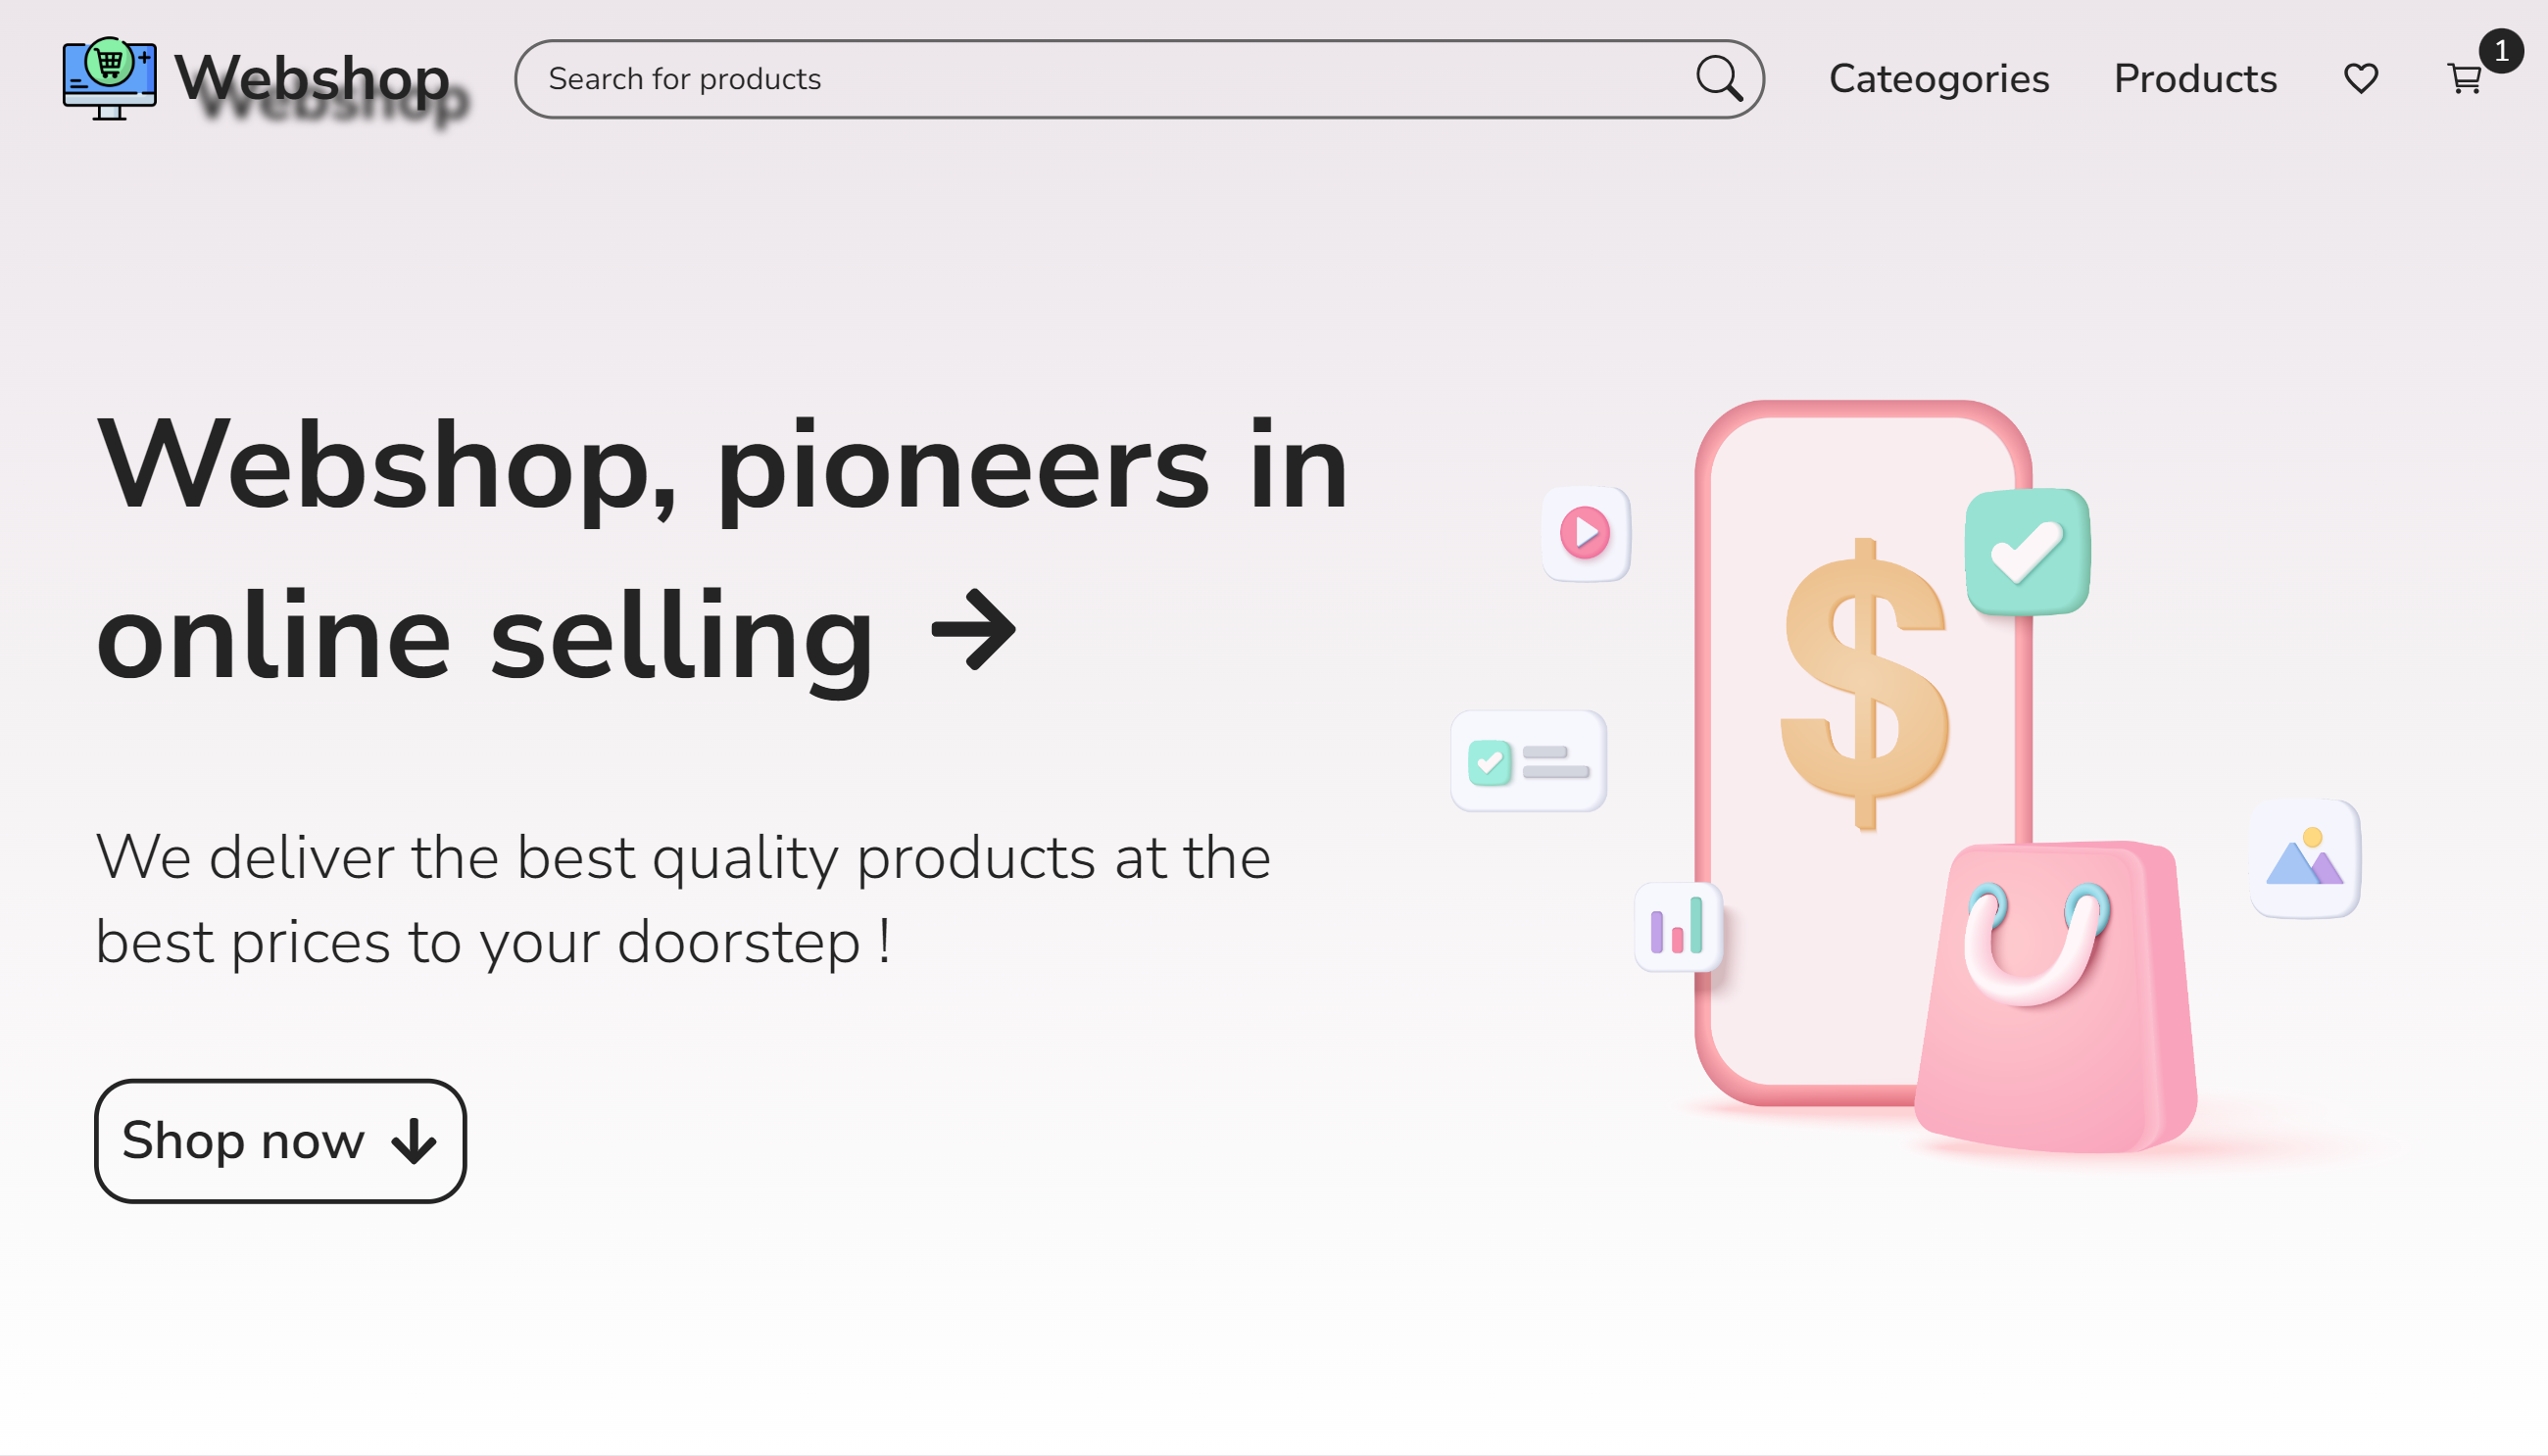 Webshop
Search for products
Cateogories
Products
1
Webshop, pioneers in
online selling
We deliver the best quality products at the
best prices to your doorstep !
Shop now
$